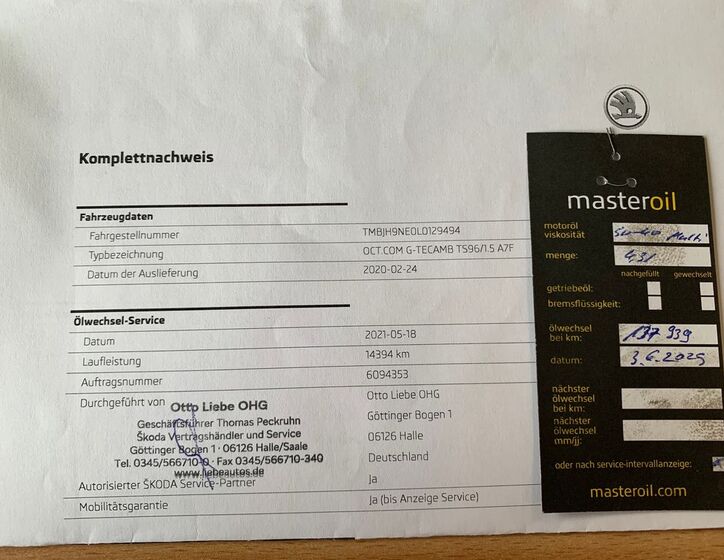 Komplettnachweis
Fahrzeugdaten
Fahrgestellnummer TMBJH9NE0L0129494
Typbezeichnung OCT.COM G-TECAMB TS96/1.5 A7F
Datum der Auslieferung 2020-02-24
Ölwechsel-Service
Datum 2021-05-18
Laufleistung 14394 km
Auftragsnummer 6094353
Durchgeführt von Otto Liebe OHG
Göttinger Bogen 1
06126 Halle
Deutschland
Otto Liebe OHG
Geschäftsführer Thomas Peckruhn
Škoda Vertragshändler und Service
Göttinger Bogen 1 · 06126 Halle/Saale
Tel. 0345/566710-0 · Fax 0345/566710-340
www.liebeautos.de
Autorisierter ŠKODA Service-Partner Ja
Mobilitätsgarantie Ja (bis Anzeige Service)
masteroil
motoröl
viskosität
menge:
nachgefüllt gewechselt
getriebeöl:
bremsflüssigkeit:
ölwechsel
bei km: 137 939
datum: 3.6.2025
nächster
ölwechsel
bei km:
nächster
ölwechsel
mm/jj:
oder nach service-intervallanzeige:
masteroil.com